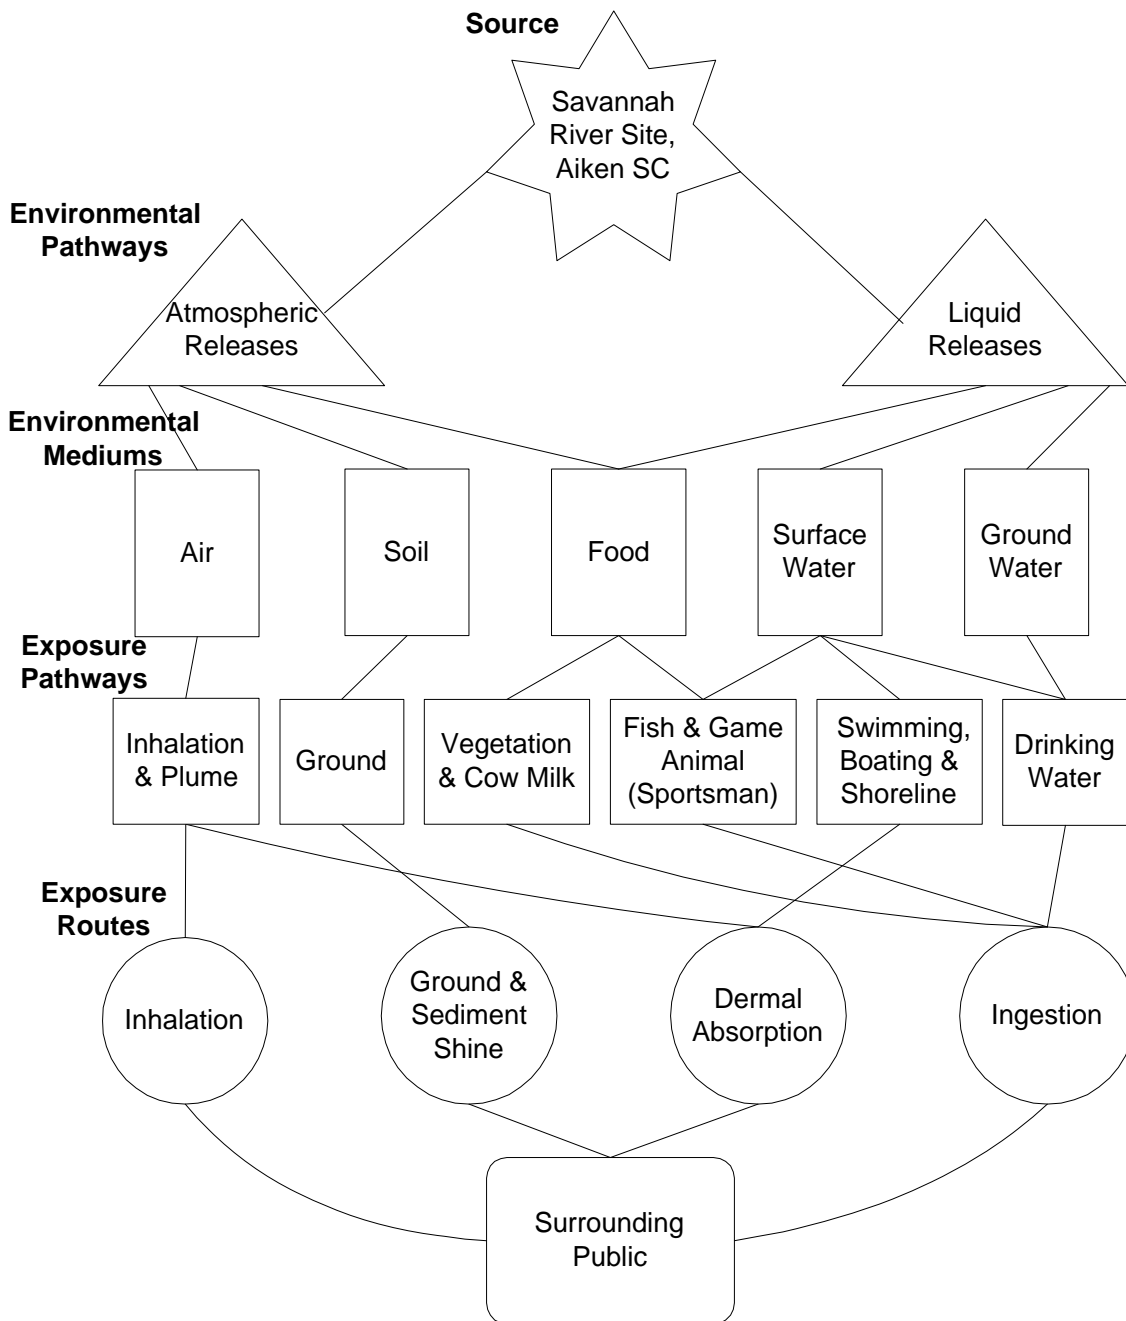 Source
Savannah
River Site,
Aiken SC
Environmental
Pathways
Atmospheric
Releases
Liquid
Releases
Environmental
Mediums
Air
Soil
Food
Surface
Water
Ground
Water
Exposure
Pathways
Inhalation
& Plume
Ground
Vegetation
& Cow Milk
Fish & Game
Animal
(Sportsman)
Swimming,
Boating &
Shoreline
Drinking
Water
Exposure
Routes
Inhalation
Ground &
Sediment
Shine
Dermal
Absorption
Ingestion
Surrounding
Public